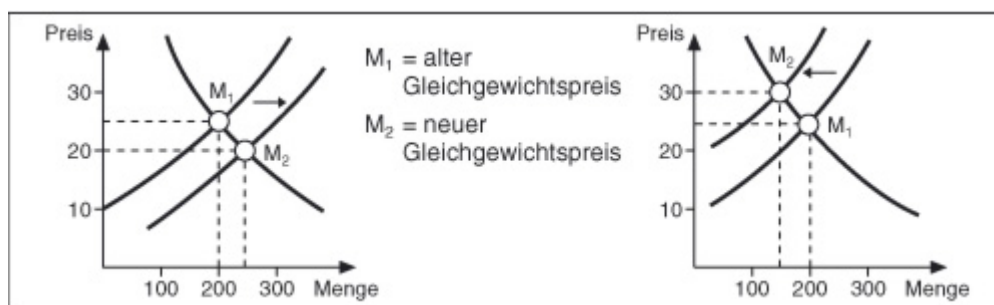 Preis
30
20
10
M₁
M₂
100 200 300 Menge
M₁ = alter
Gleichgewichtspreis
M₂ = neuer
Gleichgewichtspreis
Preis
30
20
10
M₂
M₁
100 200 300 Menge